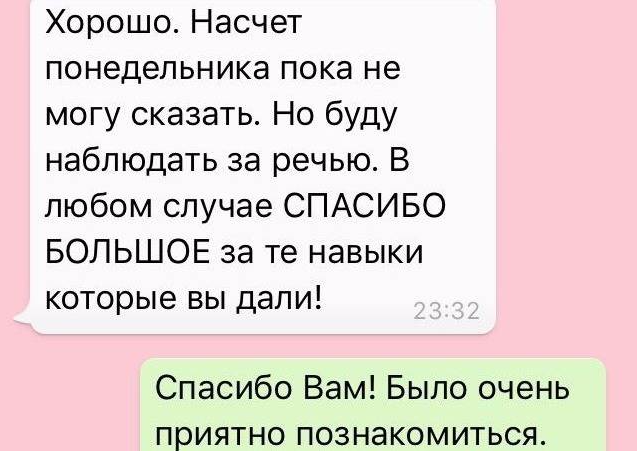 Хорошо. Насчет
понедельника пока не
могу сказать. Но буду
наблюдать за речью. В
любом случае СПАСИБО
БОЛЬШОЕ за те навыки
которые вы дали!
23:32
Спасибо Вам! Было очень
приятно познакомиться.